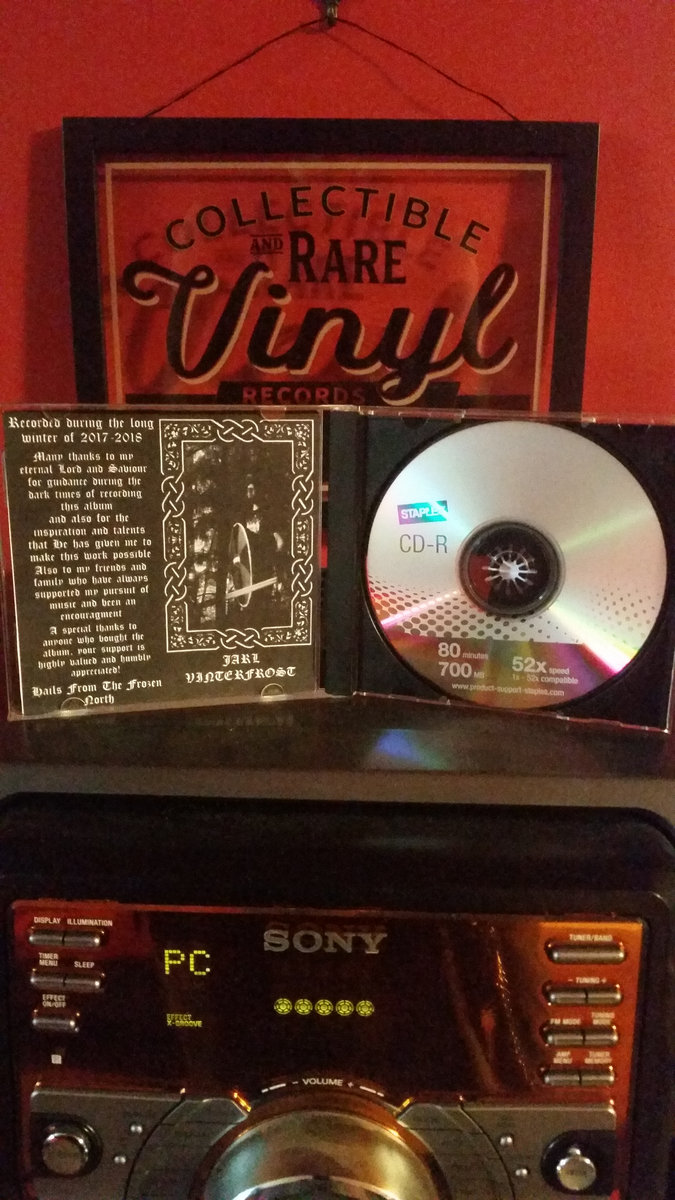 COLLECTIBLE
AND RARE
Vinyl
RECORDS
Recorded during the long
winter of 2017-2018
Many thanks to my
eternal Lord and Saviour
for guidance during the
dark times of recording
this album
and also for the
inspiration and talents
that He has given me to
make this work possible
Also to my friends and
family who have always
supported my pursuit of
music and been an
encouragment
A special thanks to
anyone who bought the
album, your support is
highly valued and humbly
appreciated!
Hails From The Frozen
North
JARL
VINTERFROST
STAPLES
CD-R
80 minutes
700 MB
52x speed
1x - 52x compatible
www.product-support-staples.com
SONY
DISPLAY ILLUMINATION
TIMER
MENU
SLEEP
EFFECT
ON/OFF
PC
EFFECT
X-GROOVE
TUNER/BAND
- TUNING +
FM MODE
TUNING
MODE
AMP
MENU
TUNER
MEMORY
- VOLUME +